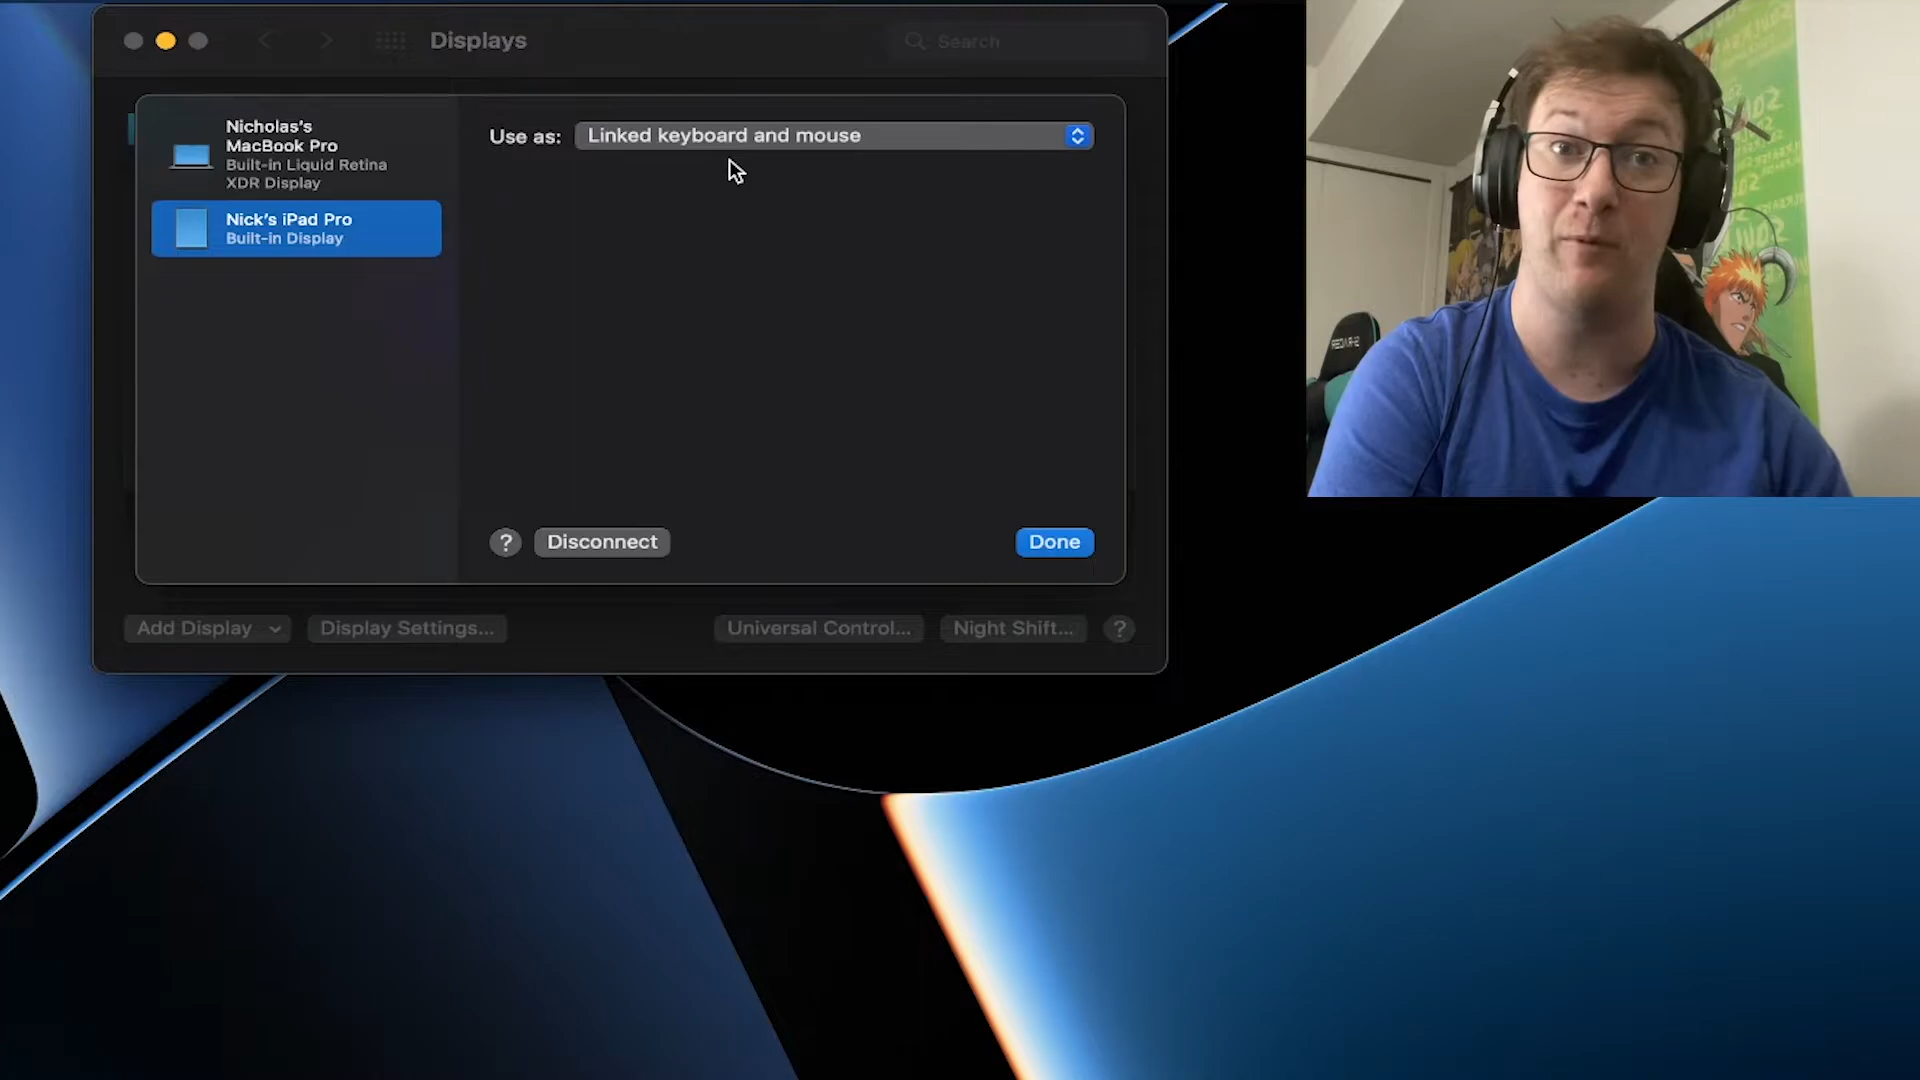 Displays
Search
Nicholas's
MacBook Pro
Built-in Liquid Retina
XDR Display
Nick's iPad Pro
Built-in Display
Use as:
Linked keyboard and mouse
?
Disconnect
Done
Add Display
Display Settings...
Universal Control...
Night Shift...
?